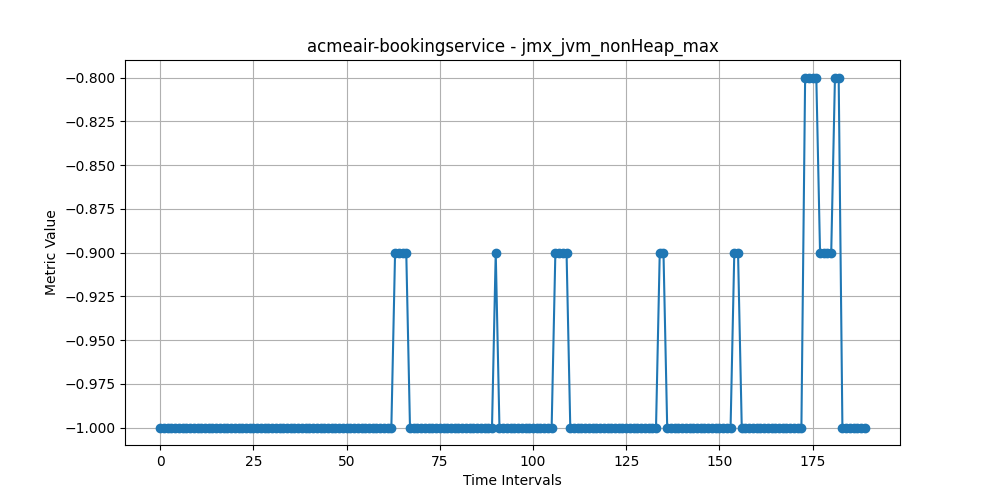 acmeair-bookingservice - jmx_jvm_nonHeap_max
−0.800
−0.825
−0.850
−0.875
−0.900
−0.925
−0.950
−0.975
−1.000
Metric Value
0 25 50 75 100 125 150 175
Time Intervals